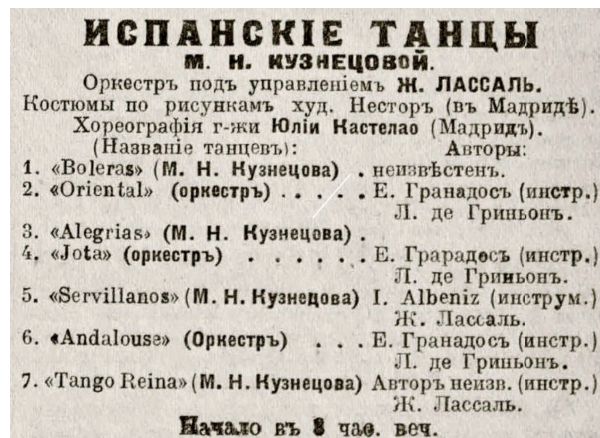 ИСПАНСКІЕ ТАНЦЫ
М. Н. КУЗНЕЦОВОЙ.
Оркестръ подъ управленіемъ Ж. ЛАССАЛЬ.
Костюмы по рисункамъ худ. Несторъ (въ Мадридѣ).
Хореографія г-жи Юліи Кастелао (Мадридъ).
(Названіе танцевъ): Авторы:
1. «Boleras» (М. Н. Кузнецова) . неизвѣстенъ.
2. «Oriental» (оркестръ) . . . . . Е. Гранадосъ (инстр.)
Л. де Гриньонъ.
3. «Alegrias» (М. Н. Кузнецова) .
4. «Jota» (оркестръ) . . . . . . Е. Грарадосъ (инстр.)
Л. де Гриньонъ.
5. «Servillanos» (М. Н. Кузнецова) I. Albeniz (инструм.)
Ж. Лассаль.
6. «Andalouse» (Оркестръ) . . . Е. Гранадосъ (инстр.)
Л. де Гриньонъ.
7. «Tango Reina» (М. Н. Кузнецова) Авторъ неизв. (инстр.)
Ж. Лассаль.
Начало въ 8 час. веч.